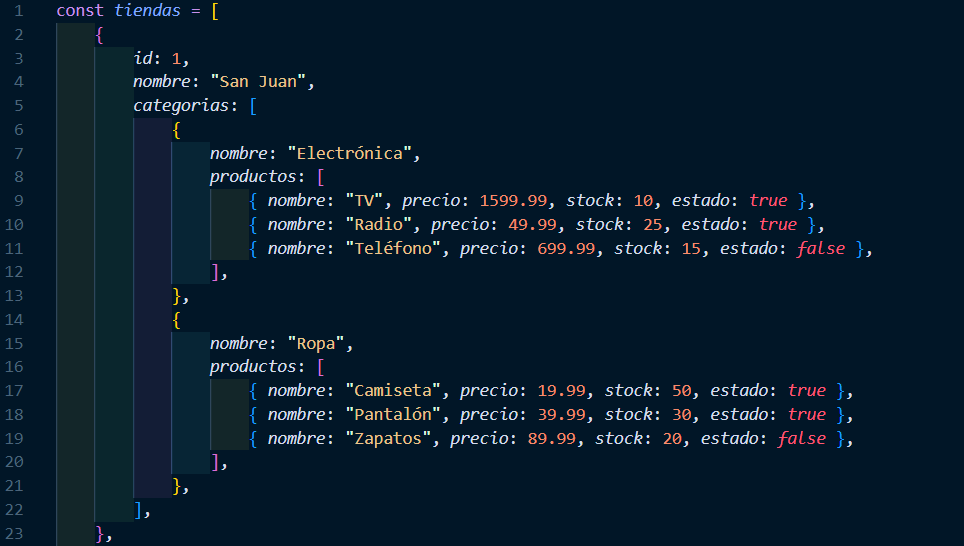 1 const tiendas = [
2 {
3 id: 1,
4 nombre: "San Juan",
5 categorias: [
6 {
7 nombre: "Electrónica",
8 productos: [
9 { nombre: "TV", precio: 1599.99, stock: 10, estado: true },
10 { nombre: "Radio", precio: 49.99, stock: 25, estado: true },
11 { nombre: "Teléfono", precio: 699.99, stock: 15, estado: false },
12 ],
13 },
14 {
15 nombre: "Ropa",
16 productos: [
17 { nombre: "Camiseta", precio: 19.99, stock: 50, estado: true },
18 { nombre: "Pantalón", precio: 39.99, stock: 30, estado: true },
19 { nombre: "Zapatos", precio: 89.99, stock: 20, estado: false },
20 ],
21 },
22 ],
23 },